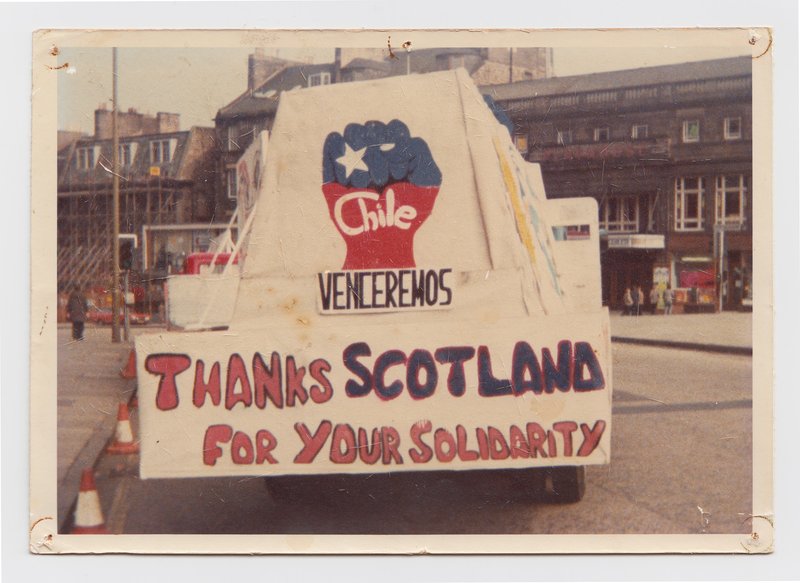 Chile
VENCEREMOS
THANKS SCOTLAND
FOR YOUR SOLIDARITY